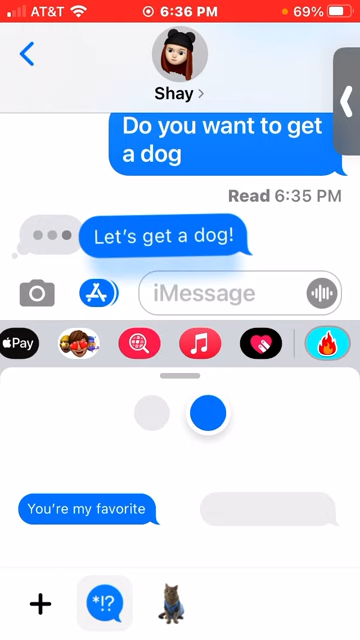 AT&T
6:36 PM
69%
Shay
Do you want to get
a dog
Read 6:35 PM
Let's get a dog!
iMessage
Pay
You're my favorite
*!?